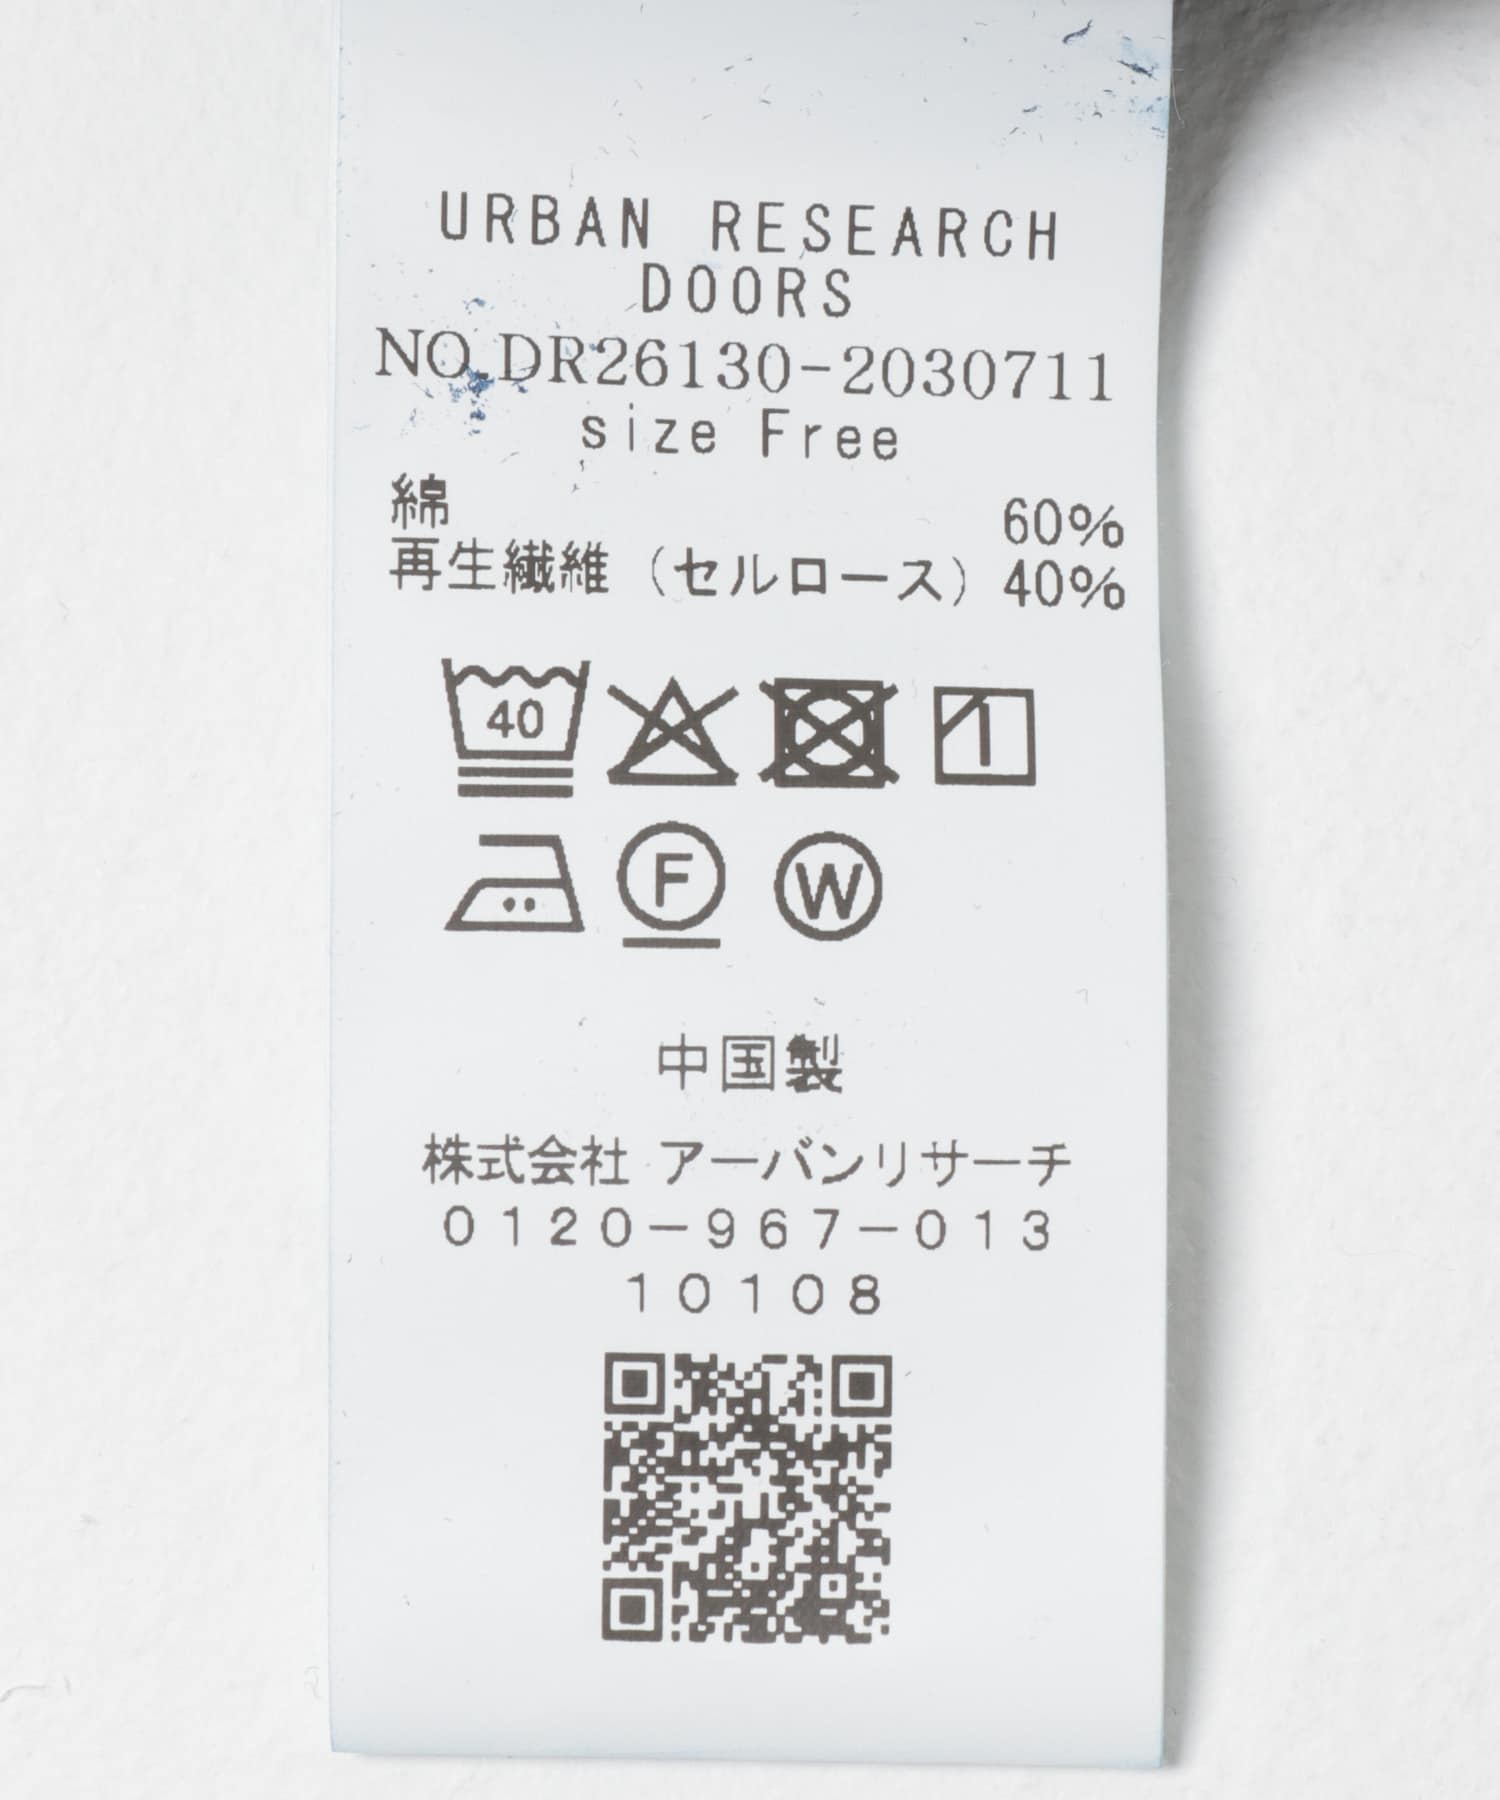 URBAN RESEARCH
DOORS
NO.DR26130-2030711
size Free
綿 60%
再生繊維（セルロース）40%
40
F
W
中国製
株式会社 アーバンリサーチ
0120-967-013
10108